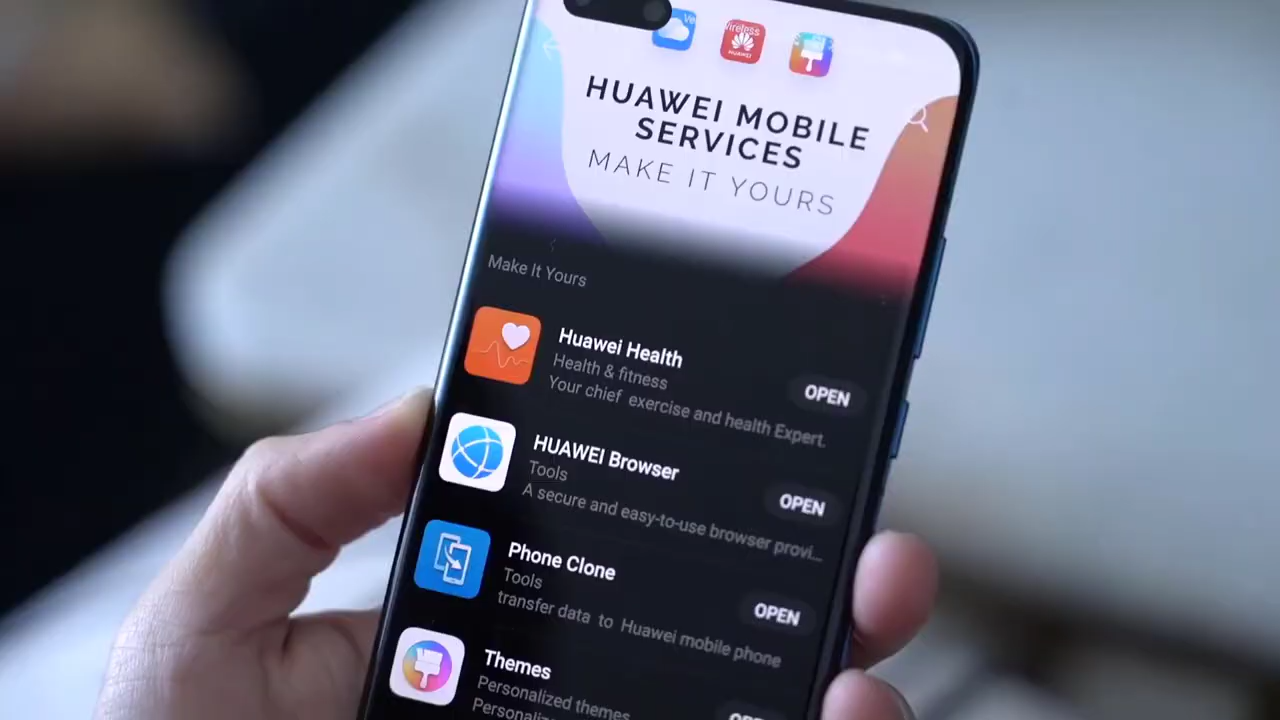 Wireless
HUAWEI
HUAWEI MOBILE
SERVICES
MAKE IT YOURS
Make It Yours
Huawei Health
Health & fitness
Your chief exercise and health Expert.
OPEN
HUAWEI Browser
Tools
A secure and easy-to-use browser provi...
OPEN
Phone Clone
Tools
transfer data to Huawei mobile phone
OPEN
Themes
Personalized themes